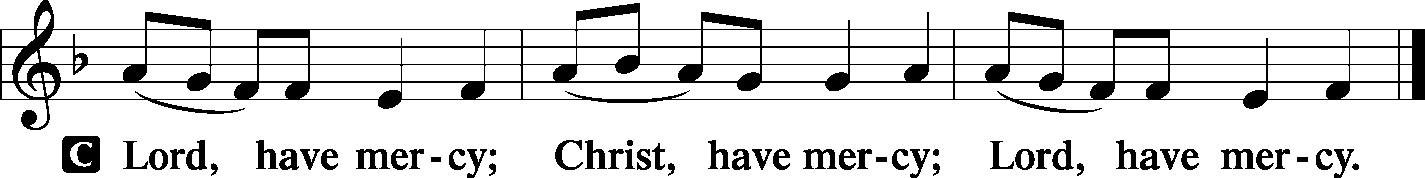 C Lord, have mer-cy; Christ, have mer-cy; Lord, have mer-cy.